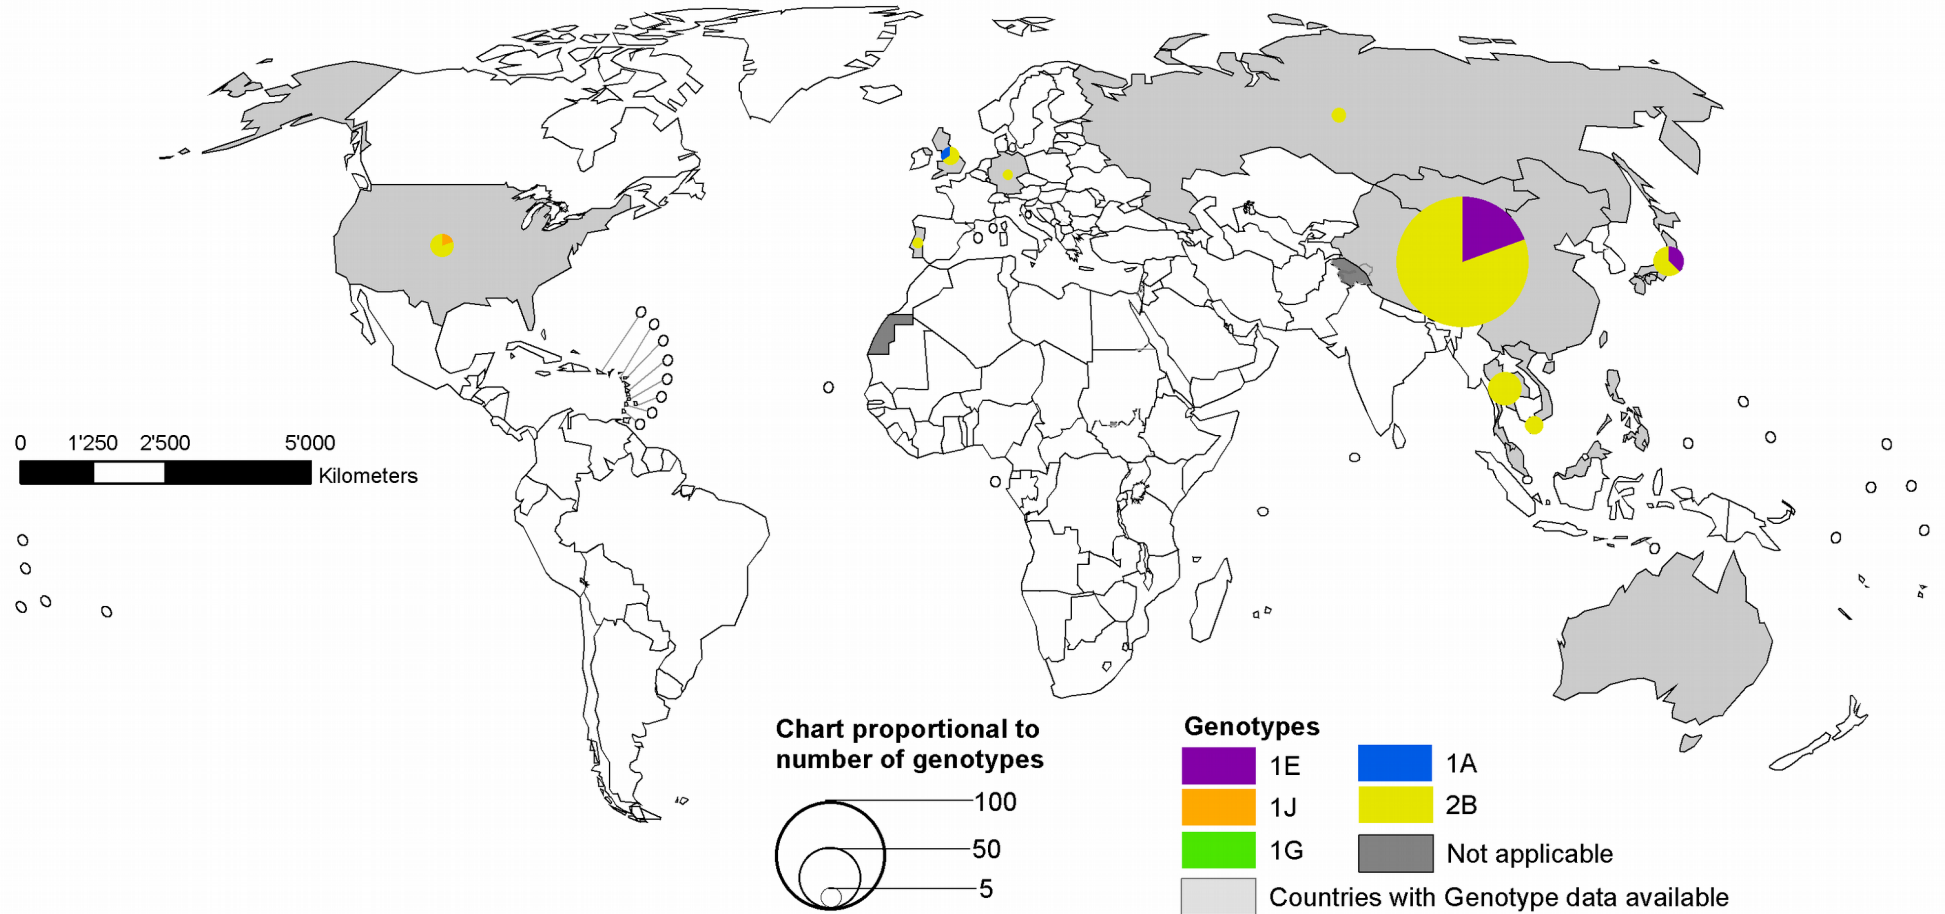 0 1'250 2'500 5'000
Kilometers
Chart proportional to
number of genotypes
100
50
5
Genotypes
1E 1A
1J 2B
1G Not applicable
Countries with Genotype data available